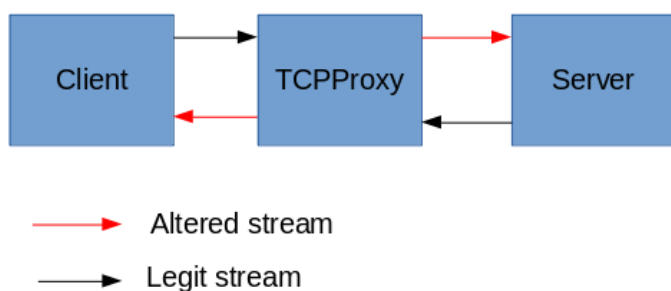 Client
TCPProxy
Server
Altered stream
Legit stream